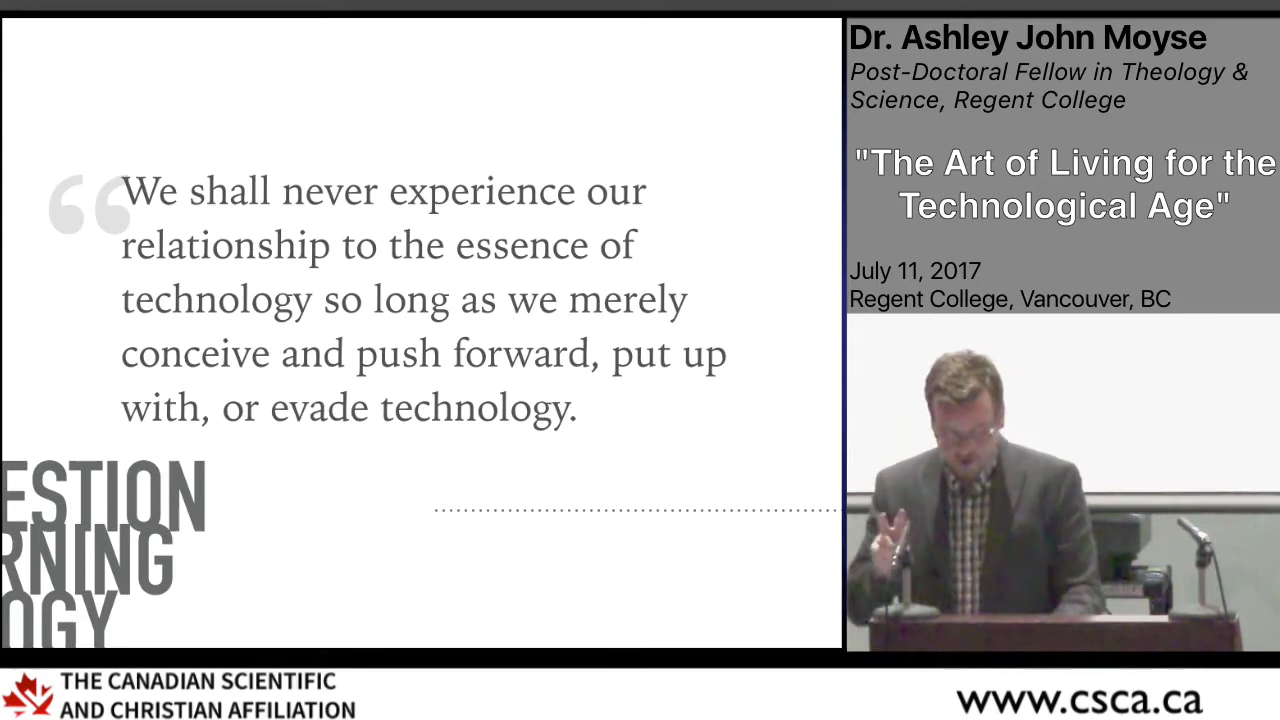 “We shall never experience our
relationship to the essence of
technology so long as we merely
conceive and push forward, put up
with, or evade technology.
ESTION
RNING
OGY
Dr. Ashley John Moyse
Post-Doctoral Fellow in Theology &
Science, Regent College
"The Art of Living for the
Technological Age"
July 11, 2017
Regent College, Vancouver, BC
THE CANADIAN SCIENTIFIC
AND CHRISTIAN AFFILIATION
www.csca.ca